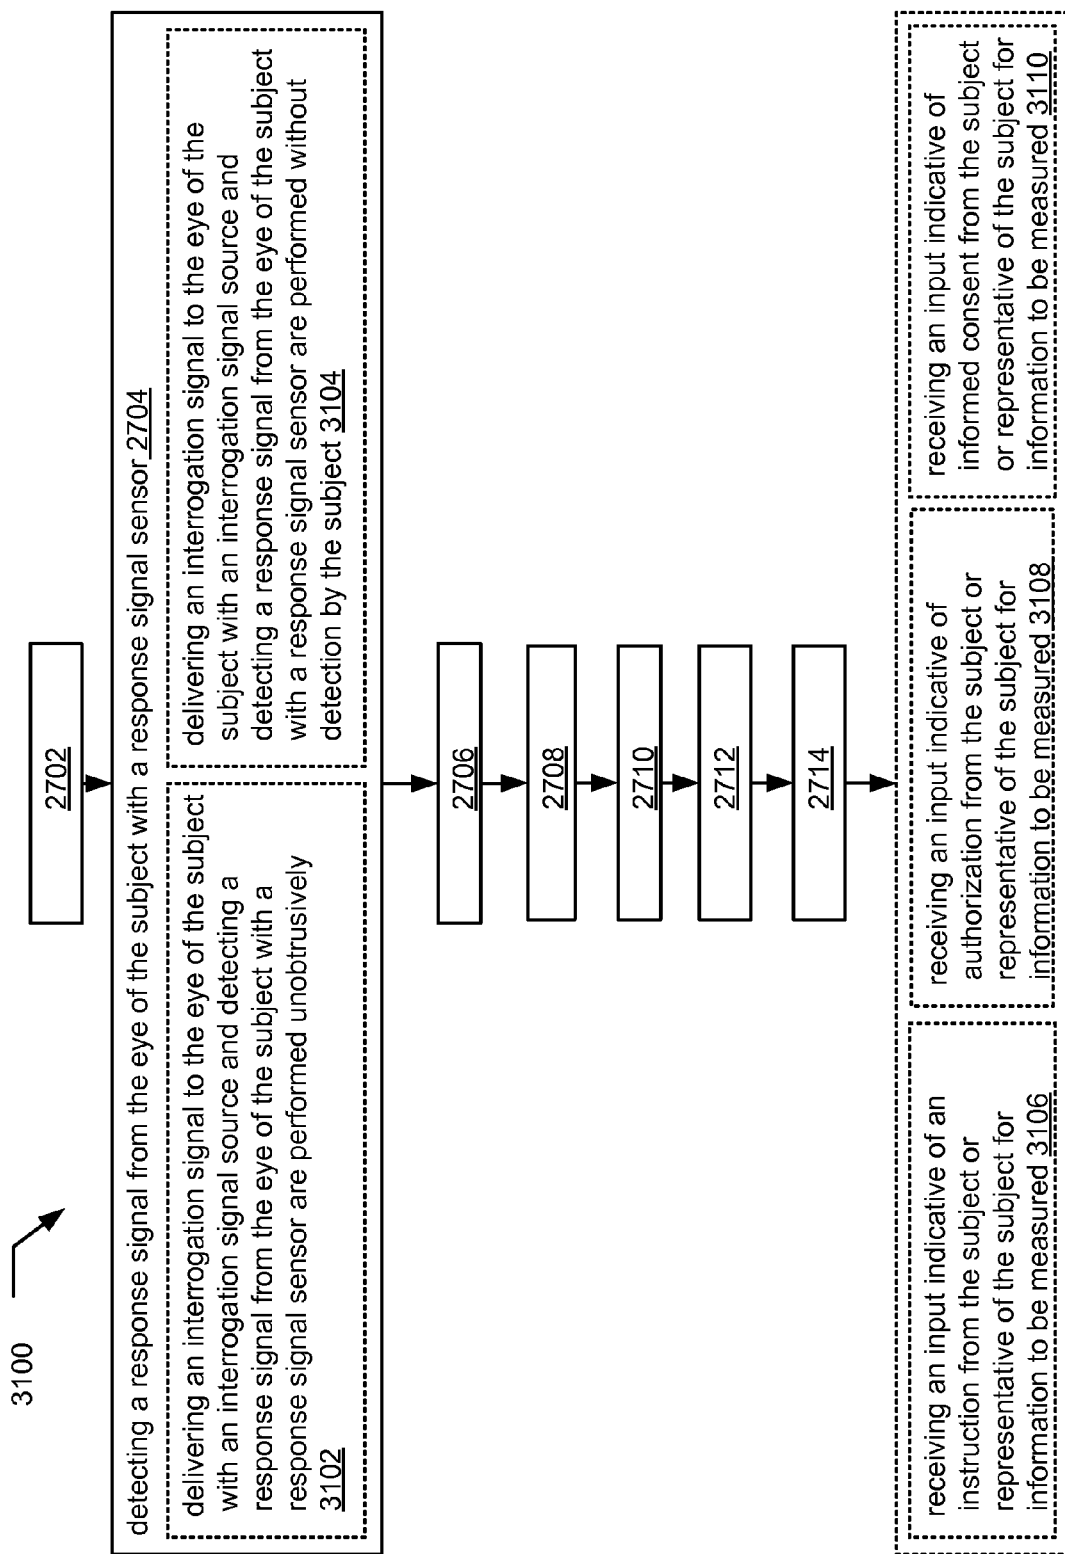 3100
2702
detecting a response signal from the eye of the subject with a response signal sensor 2704
delivering an interrogation signal to the eye of the subject
with an interrogation signal source and detecting a
response signal from the eye of the subject with a
response signal sensor are performed unobtrusively
3102
delivering an interrogation signal to the eye of the
subject with an interrogation signal source and
detecting a response signal from the eye of the subject
with a response signal sensor are performed without
detection by the subject 3104
2706
2708
2710
2712
2714
receiving an input indicative of an
instruction from the subject or
representative of the subject for
information to be measured 3106
receiving an input indicative of
authorization from the subject or
representative of the subject for
information to be measured 3108
receiving an input indicative of
informed consent from the subject
or representative of the subject for
information to be measured 3110